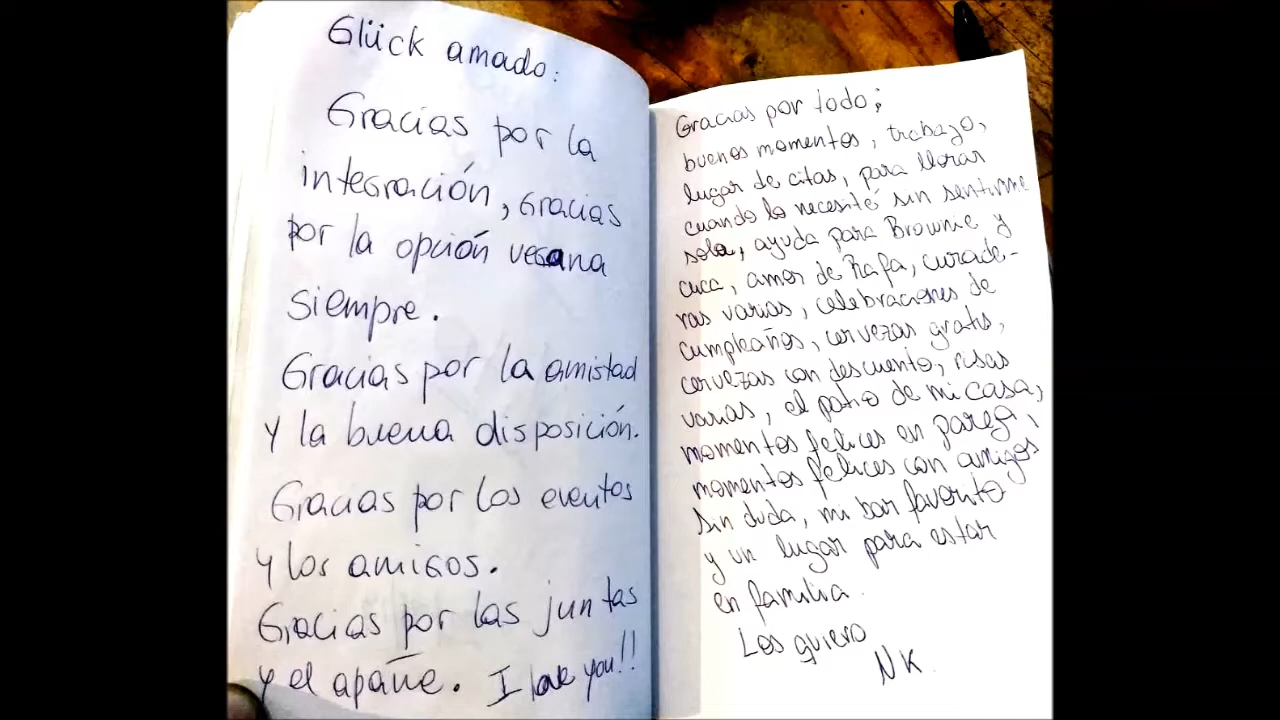 Glück amado:
Gracias por la
integración, gracias
por la opción vegana
siempre.
Gracias por la amistad
y la buena disposición.
Gracias por los eventos
y los amigos.
Gracias por las juntas
y el apañe. I love you!!
Gracias por todo;
buenos momentos, trabajo,
lugar de citas, para llorar
cuando lo necesité sin sentirme
sola, ayuda para Brownie y
cuca, amor de Rafa, curade-
ras varias, celebraciones de
cumpleaños, cervezas gratis,
cervezas con descuento, risas
varias, el patio de mi casa,
momentos felices en pareja,
momentos felices con amigos
sin duda, mi bar favorito
y un lugar para estar
en familia.
Los quiero
NK.